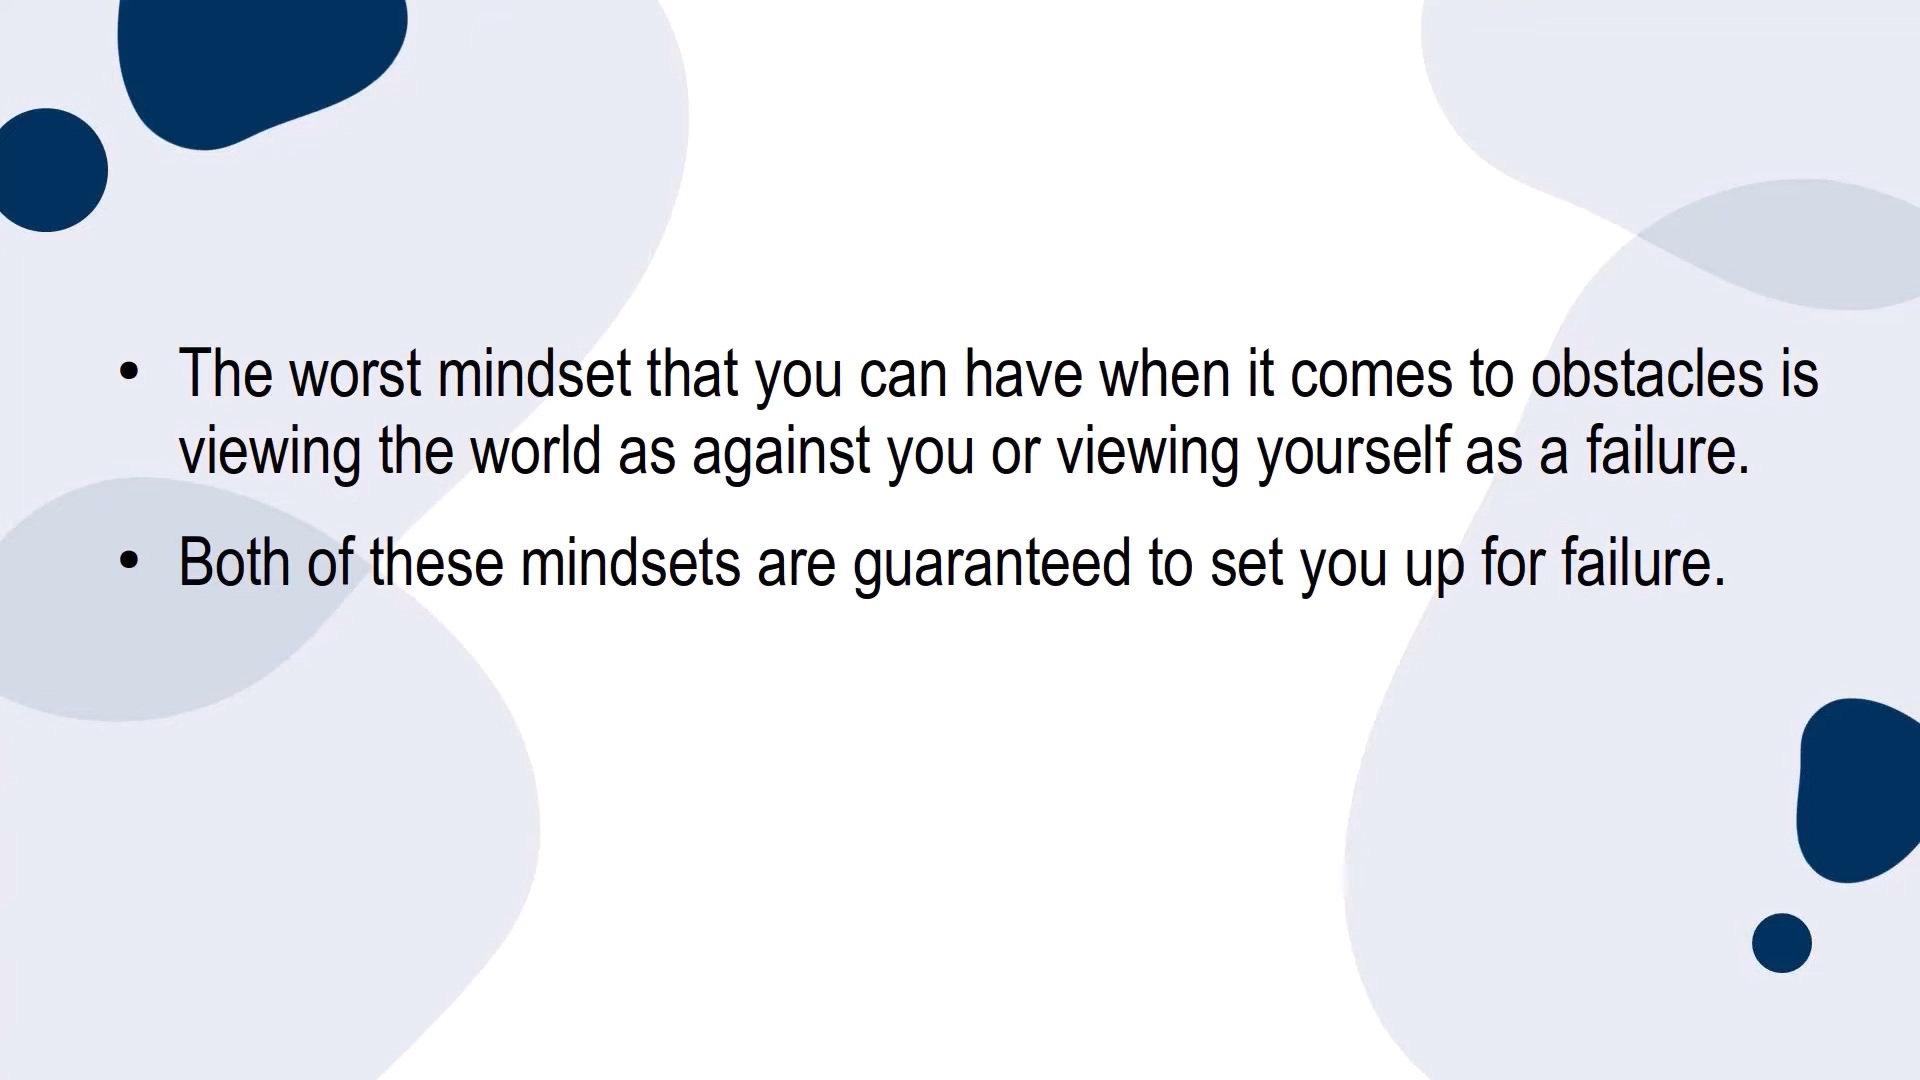 • The worst mindset that you can have when it comes to obstacles is
viewing the world as against you or viewing yourself as a failure.
• Both of these mindsets are guaranteed to set you up for failure.